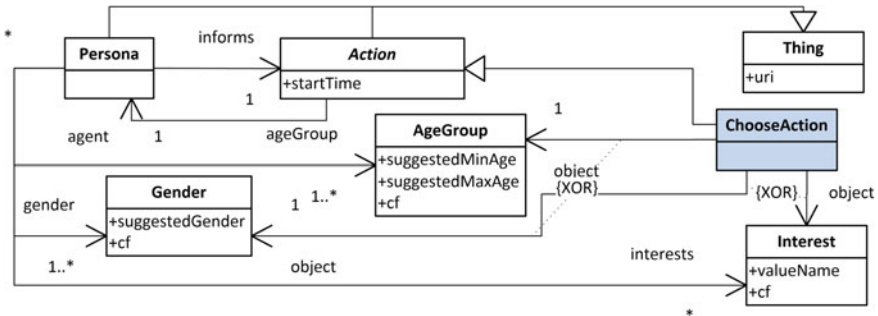 *
informs
Persona
Action
+startTime
Thing
+uri
1
1
agent
ageGroup
1
AgeGroup
+suggestedMinAge
+suggestedMaxAge
+cf
ChooseAction
object
{XOR}
{XOR}
object
gender
Gender
+suggestedGender
+cf
1
1..*
1..*
object
interests
Interest
+valueName
+cf
*